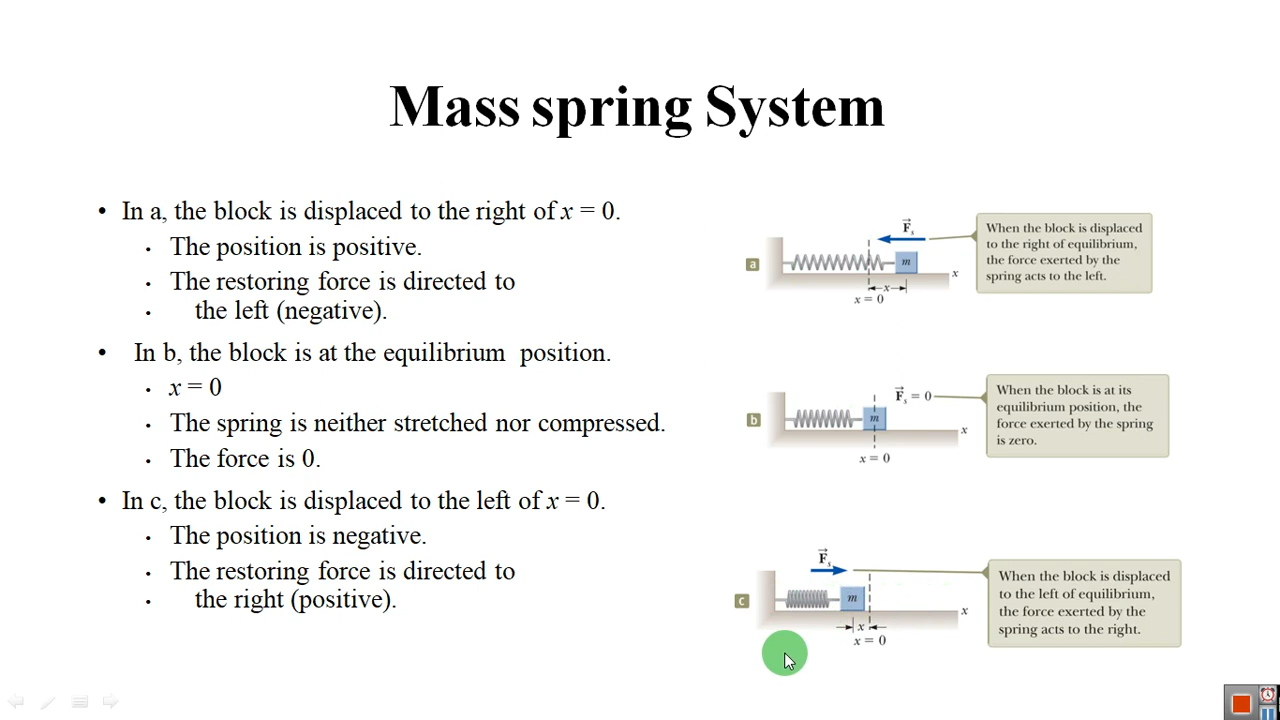 Mass spring System
• In a, the block is displaced to the right of x = 0.
• The position is positive.
• The restoring force is directed to
• the left (negative).
• In b, the block is at the equilibrium position.
• x = 0
• The spring is neither stretched nor compressed.
• The force is 0.
• In c, the block is displaced to the left of x = 0.
• The position is negative.
• The restoring force is directed to
• the right (positive).
a
F⃗s
m
x
x
x = 0
When the block is displaced
to the right of equilibrium,
the force exerted by the
spring acts to the left.
b
F⃗s = 0
m
x
x = 0
When the block is at its
equilibrium position, the
force exerted by the spring
is zero.
c
F⃗s
m
x
x
x = 0
When the block is displaced
to the left of equilibrium,
the force exerted by the
spring acts to the right.